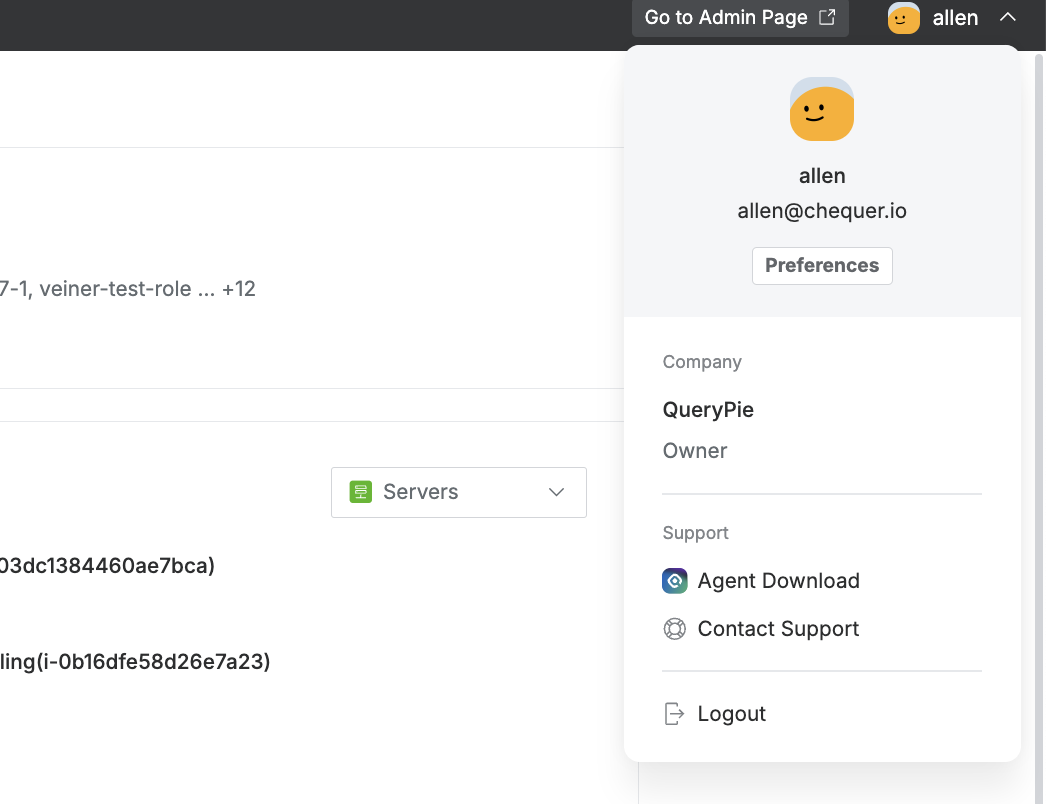 Go to Admin Page
allen
allen
allen@chequer.io
Preferences
7-1, veiner-test-role ... +12
Company
QueryPie
Owner
Servers
Support
03dc1384460ae7bca)
Agent Download
Contact Support
ling(i-0b16dfe58d26e7a23)
Logout